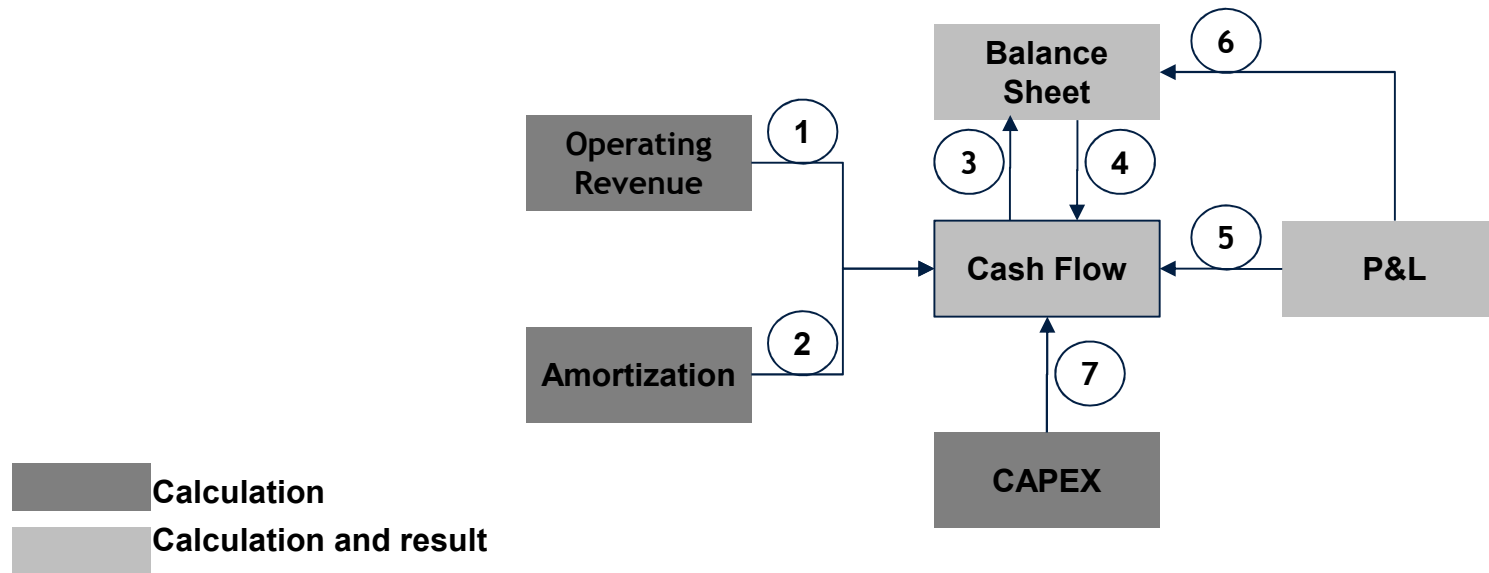 6
Balance
Sheet
1
Operating
Revenue
3
4
5
Cash Flow
P&L
2
Amortization
7
CAPEX
Calculation
Calculation and result